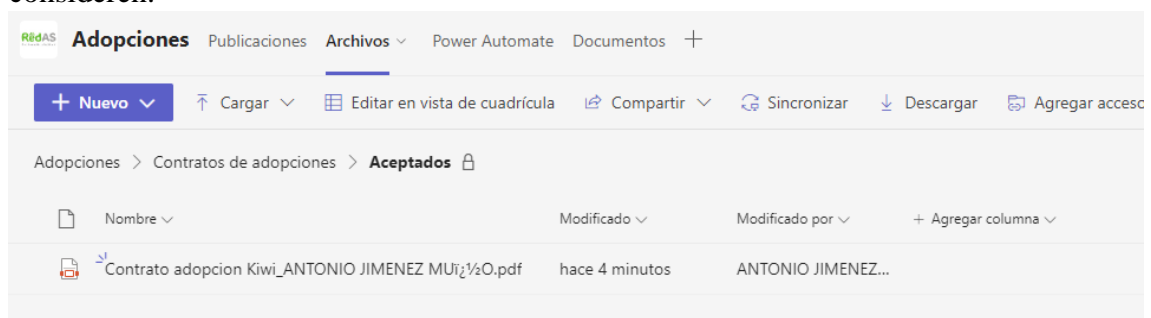 consideren.
RëdAS Adopciones Publicaciones Archivos Power Automate Documentos +
+ Nuevo Cargar Editar en vista de cuadrícula Compartir Sincronizar Descargar Agregar acceso
Adopciones > Contratos de adopciones > Aceptados
Nombre Modificado Modificado por + Agregar columna
Contrato adopcion Kiwi_ANTONIO JIMENEZ MUï¿½O.pdf hace 4 minutos ANTONIO JIMENEZ...